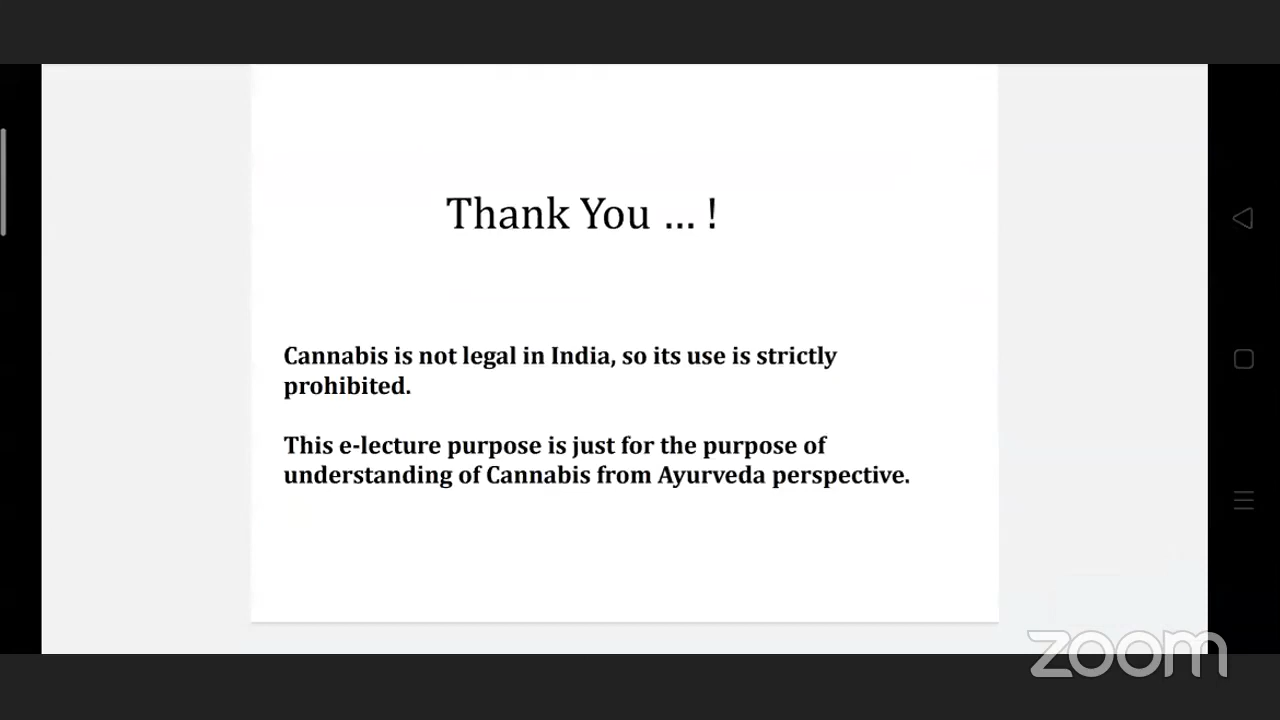 Thank You ... !
Cannabis is not legal in India, so its use is strictly
prohibited.
This e-lecture purpose is just for the purpose of
understanding of Cannabis from Ayurveda perspective.
zoom